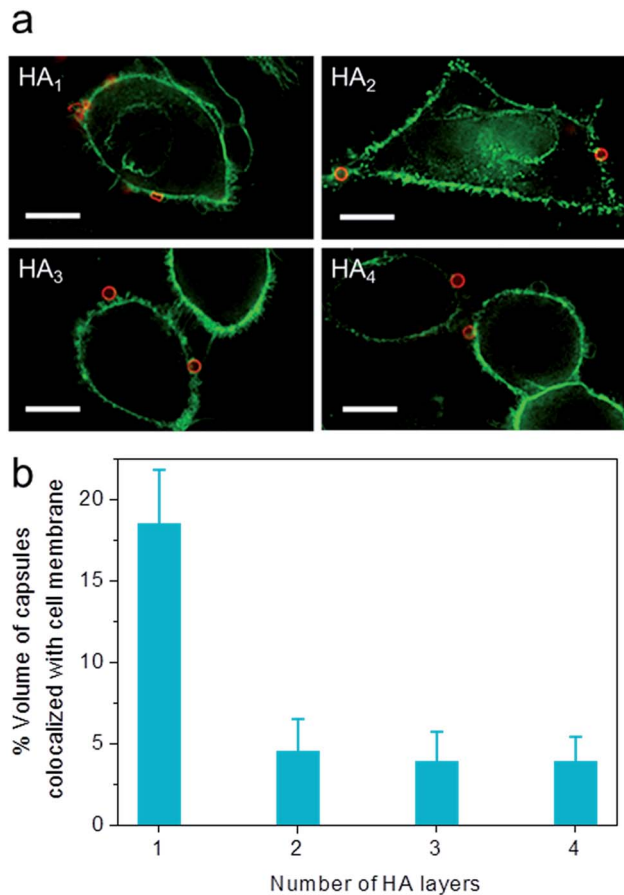 a
HA1
HA2
HA3
HA4
b
% Volume of capsules
colocalized with cell membrane
20
15
10
5
0
1 2 3 4
Number of HA layers